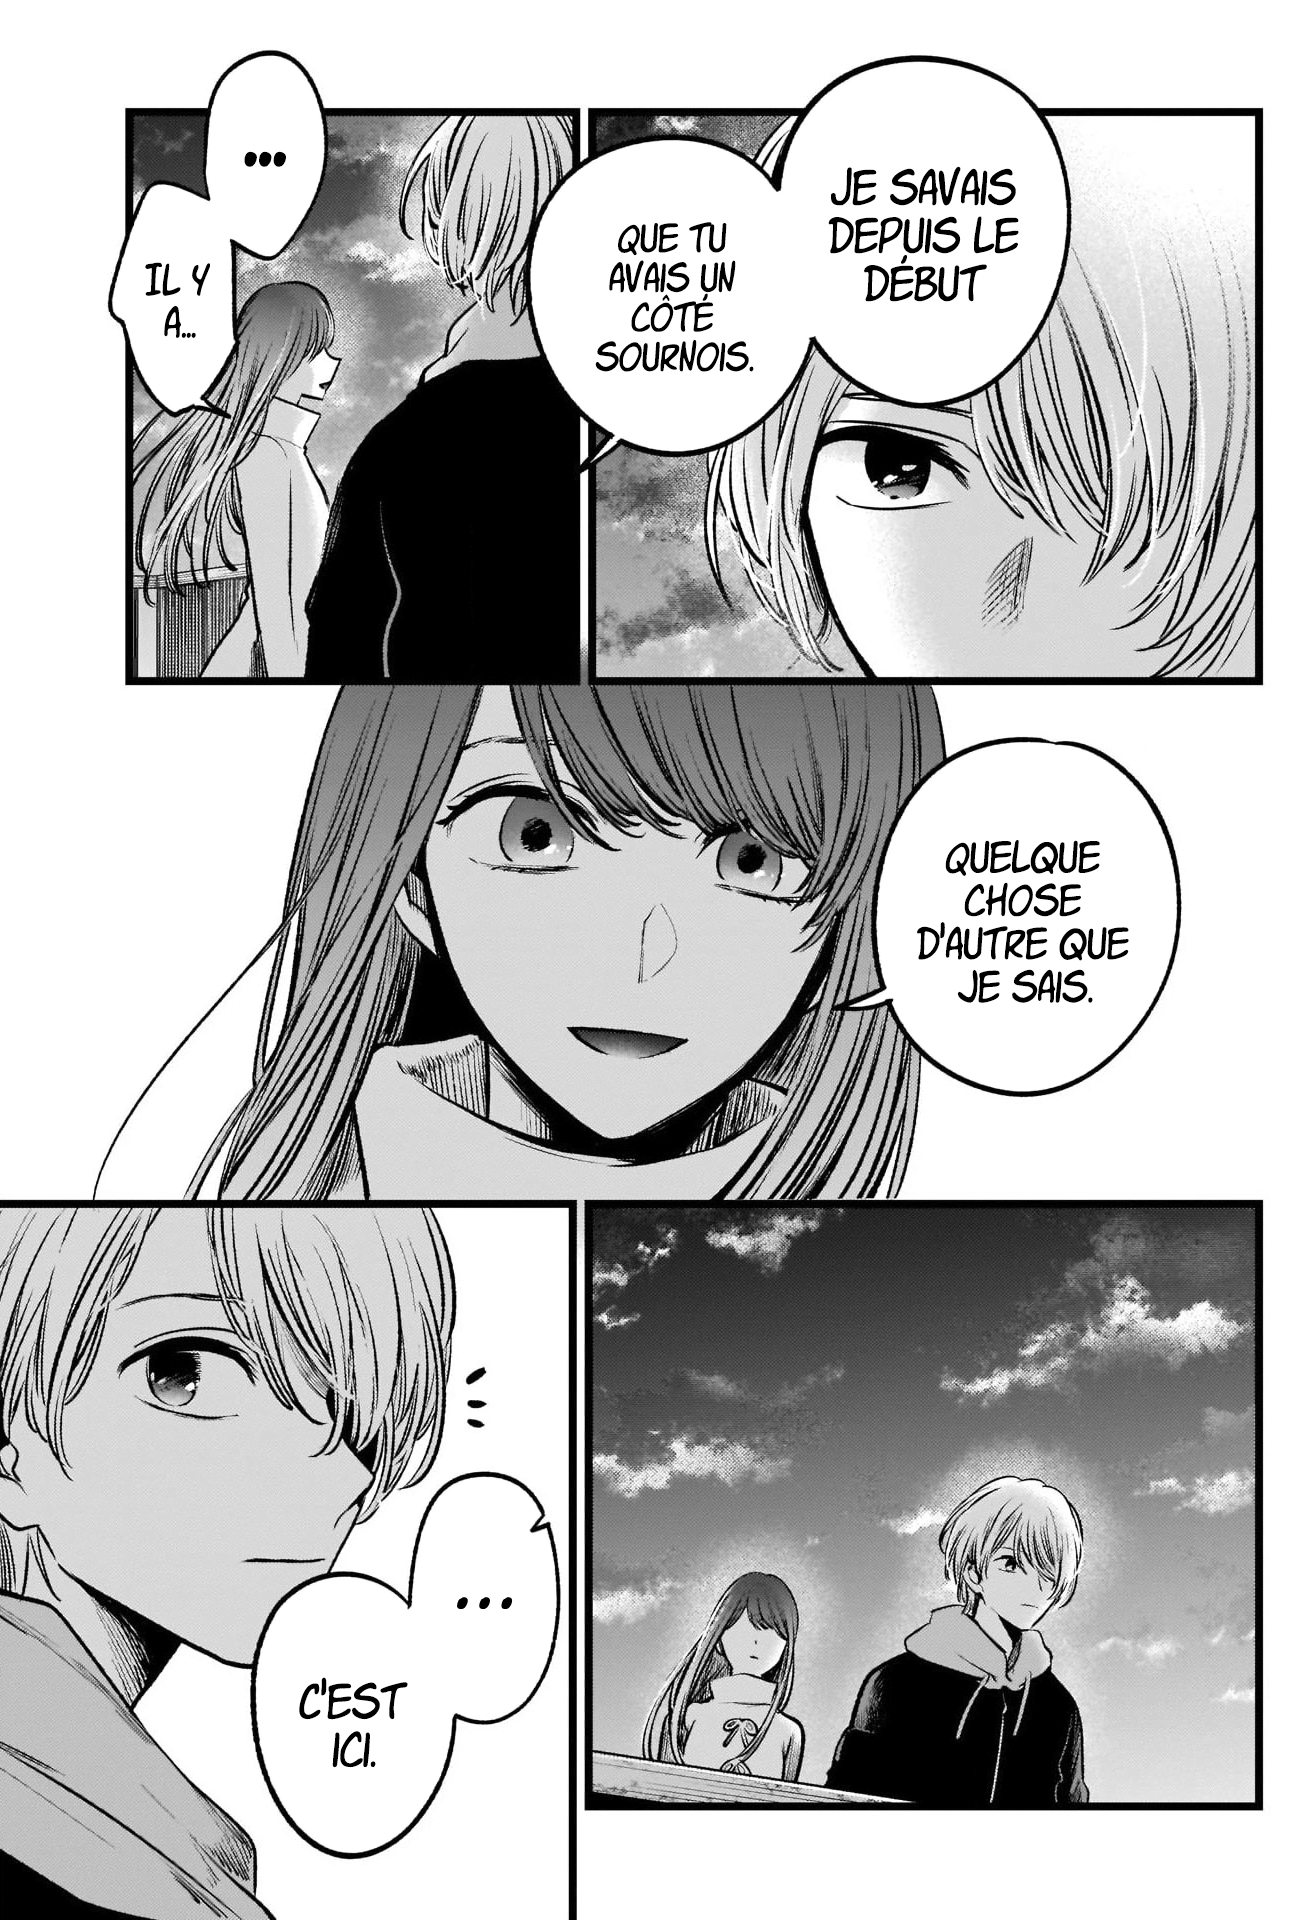 JE SAVAIS
DEPUIS LE
DÉBUT
QUE TU
AVAIS UN
CÔTÉ
SOURNOIS.
...
IL Y
A...
QUELQUE
CHOSE
D'AUTRE QUE
JE SAIS.
...
C'EST
ICI.